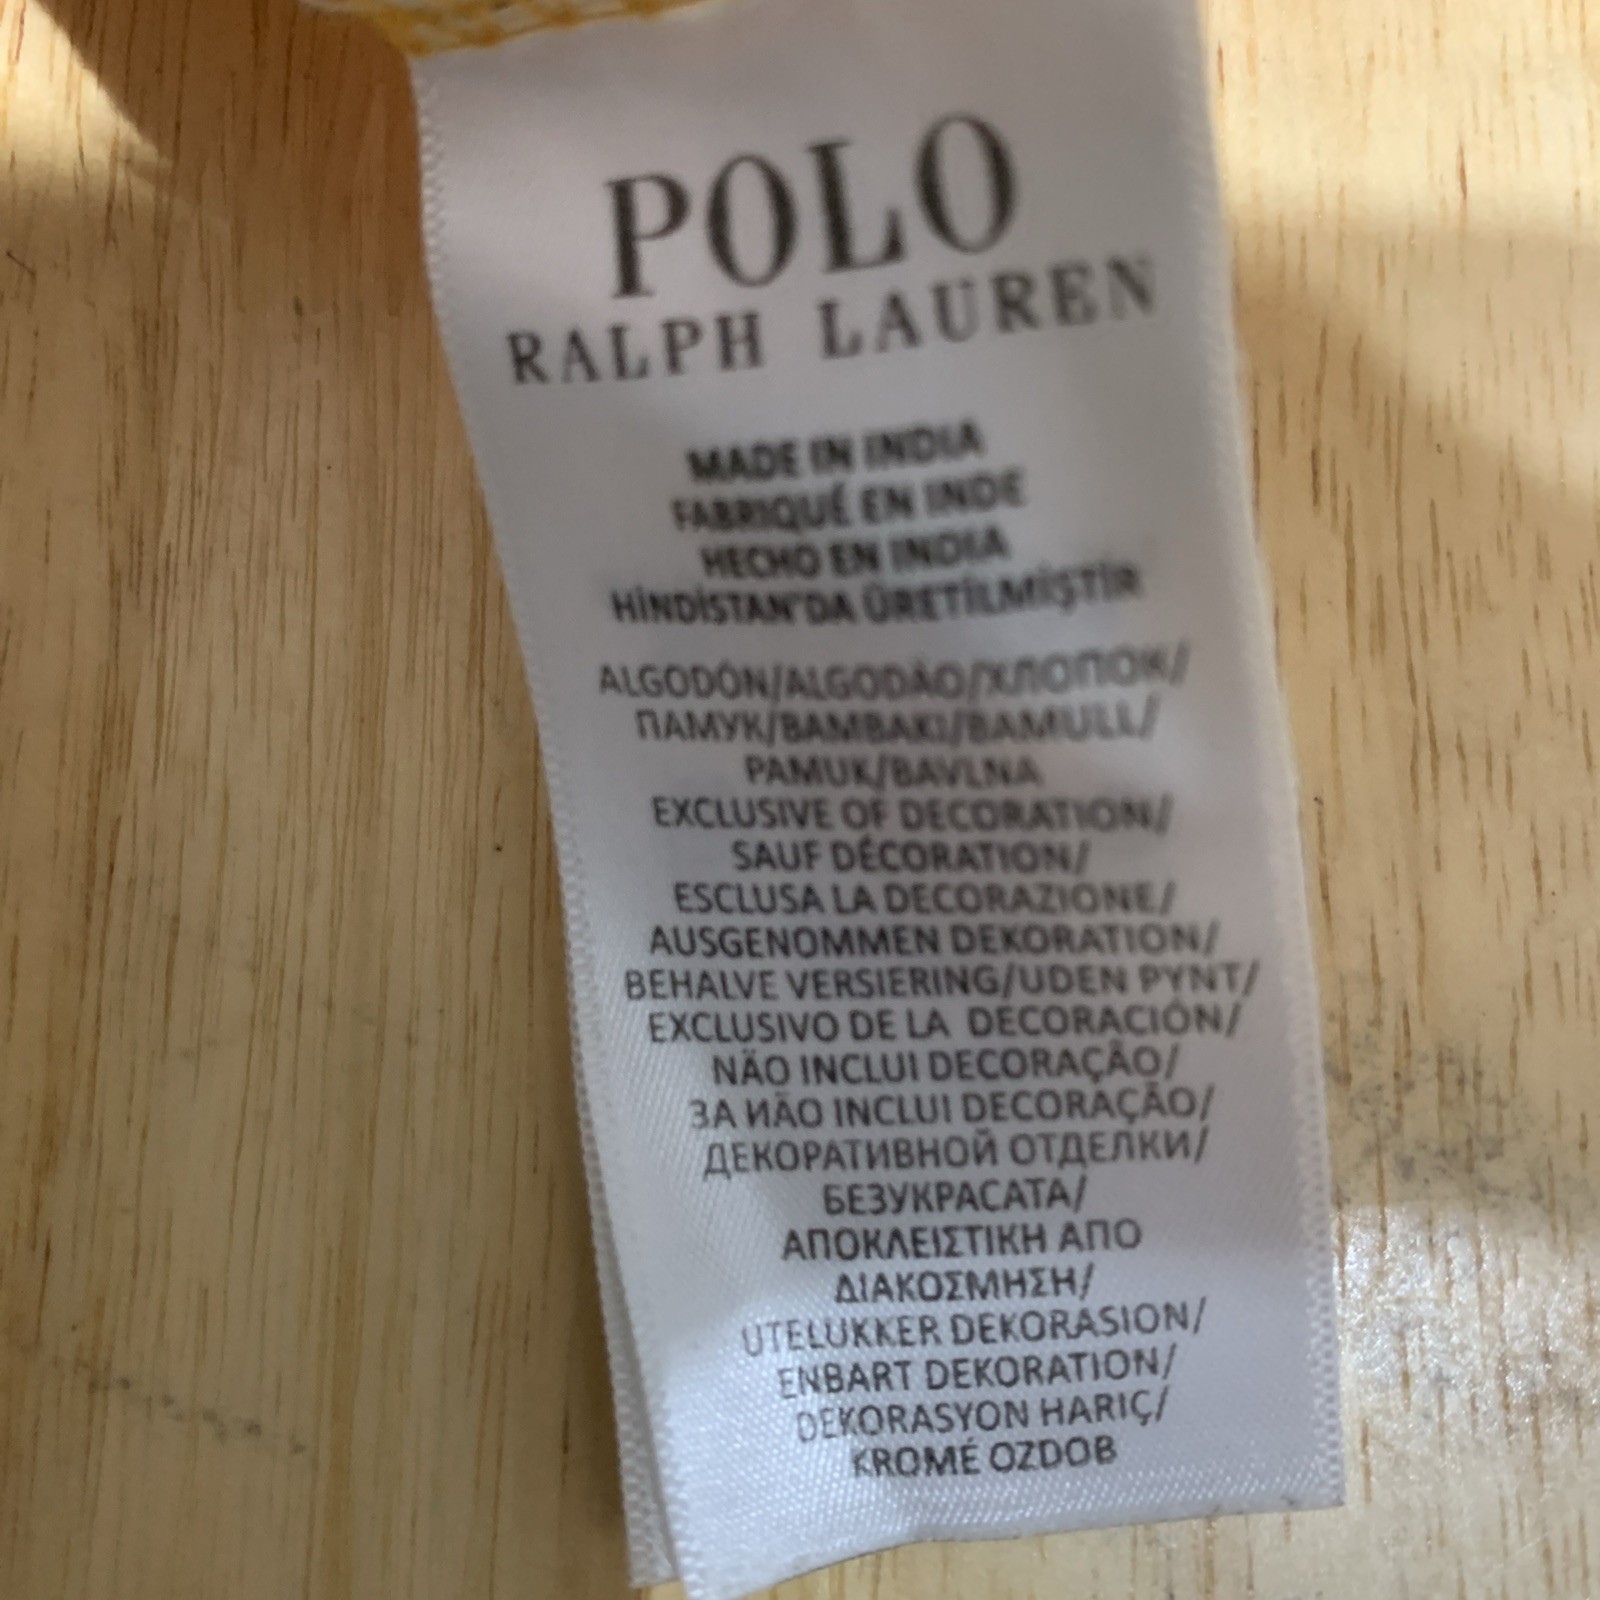 POLO
RALPH LAUREN
MADE IN INDIA
FABRIQUÉ EN INDE
HECHO EN INDIA
HİNDİSTAN'DA ÜRETİLMİŞTİR
ALGODÓN/ALGODÃO/ХЛОПОК/
ПАМУК/BAMBAKI/BAMULL/
PAMUK/BAVLNA
EXCLUSIVE OF DECORATION/
SAUF DÉCORATION/
ESCLUSA LA DECORAZIONE/
AUSGENOMMEN DEKORATION/
BEHALVE VERSIERING/UDEN PYNT/
EXCLUSIVO DE LA DECORACIÓN/
NÃO INCLUI DECORAÇÃO/
ЗА ИÃO INCLUI DECORAÇÃO/
ДЕКОРАТИВНОЙ ОТДЕЛКИ/
БЕЗУКРАСАТА/
ΑΠΟΚΛΕΙΣΤΙΚΗ ΑΠΟ
ΔΙΑΚΟΣΜΗΣΗ/
UTELUKKER DEKORASION/
ENBART DEKORATION/
DEKORASYON HARIÇ/
KROMÉ OZDOB